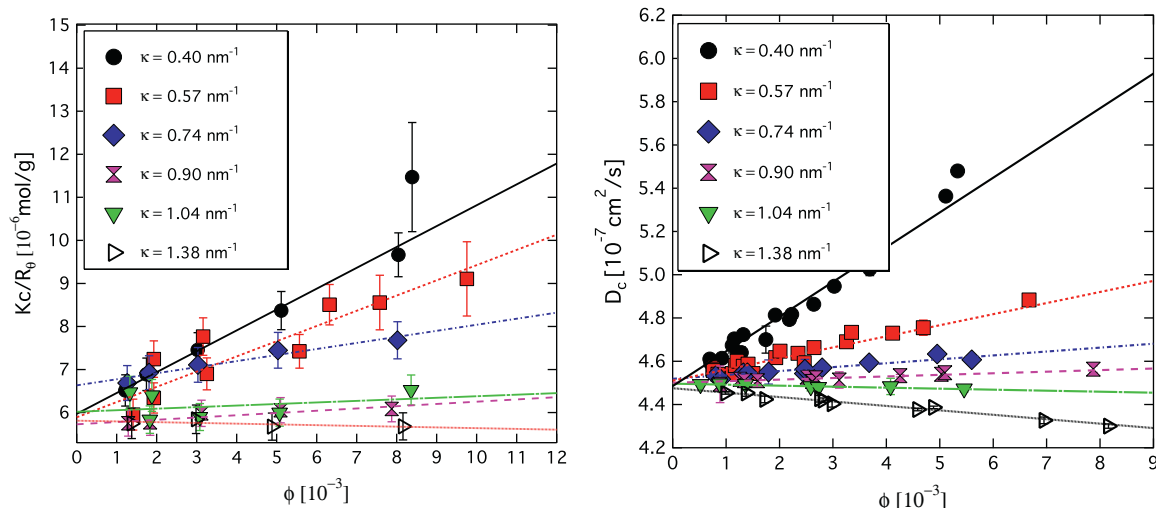 15
14
13
12
11
10
9
8
7
6
Kc/Rθ [10⁻⁶mol/g]
κ = 0.40 nm⁻¹
κ = 0.57 nm⁻¹
κ = 0.74 nm⁻¹
κ = 0.90 nm⁻¹
κ = 1.04 nm⁻¹
κ = 1.38 nm⁻¹
0 1 2 3 4 5 6 7 8 9 10 11 12
ϕ [10⁻³]
6.2
6.0
5.8
5.6
5.4
5.2
5.0
4.8
4.6
4.4
4.2
D_c [10⁻⁷cm²/s]
κ = 0.40 nm⁻¹
κ = 0.57 nm⁻¹
κ = 0.74 nm⁻¹
κ = 0.90 nm⁻¹
κ = 1.04 nm⁻¹
κ = 1.38 nm⁻¹
0 1 2 3 4 5 6 7 8 9
ϕ [10⁻³]